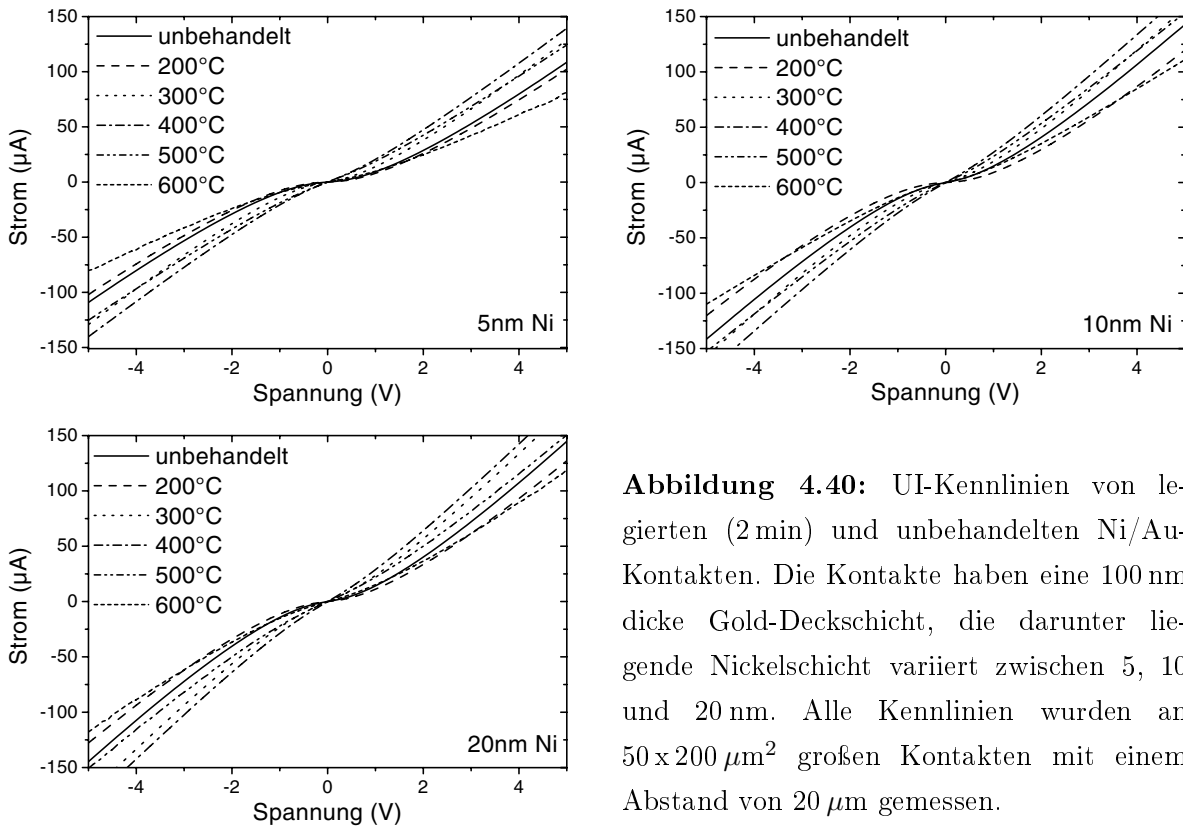 150
100
50
0
-50
-100
-150
Strom (µA)
unbehandelt
200°C
300°C
400°C
500°C
600°C
5nm Ni
-4
-2
0
2
4
Spannung (V)
150
100
50
0
-50
-100
-150
Strom (µA)
unbehandelt
200°C
300°C
400°C
500°C
600°C
10nm Ni
-4
-2
0
2
4
Spannung (V)
150
100
50
0
-50
-100
-150
Strom (µA)
unbehandelt
200°C
300°C
400°C
500°C
600°C
20nm Ni
-4
-2
0
2
4
Spannung (V)
Abbildung 4.40: UI-Kennlinien von le-
gierten (2 min) und unbehandelten Ni/Au-
Kontakten. Die Kontakte haben eine 100 nm
dicke Gold-Deckschicht, die darunter lie-
gende Nickelschicht variiert zwischen 5, 10
und 20 nm. Alle Kennlinien wurden an
50 x 200 µm² großen Kontakten mit einem
Abstand von 20 µm gemessen.